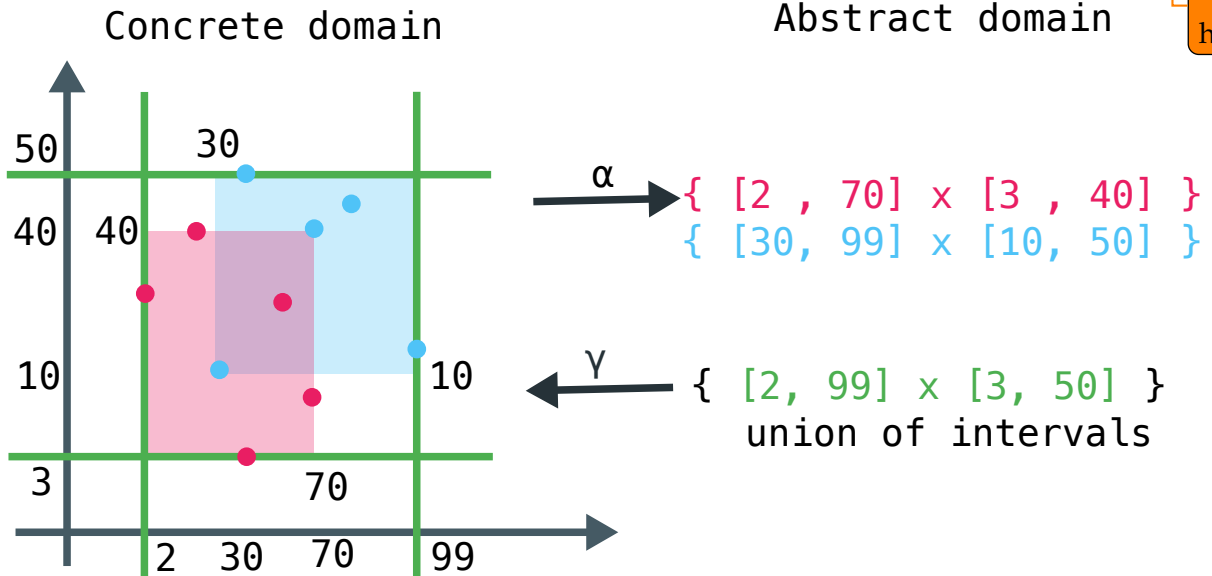 Concrete domain
Abstract domain
h
50
30
α
{ [2 , 70] x [3 , 40] }
40
40
{ [30, 99] x [10, 50] }
10
10
γ
{ [2, 99] x [3, 50] }
union of intervals
3
70
2
30
70
99